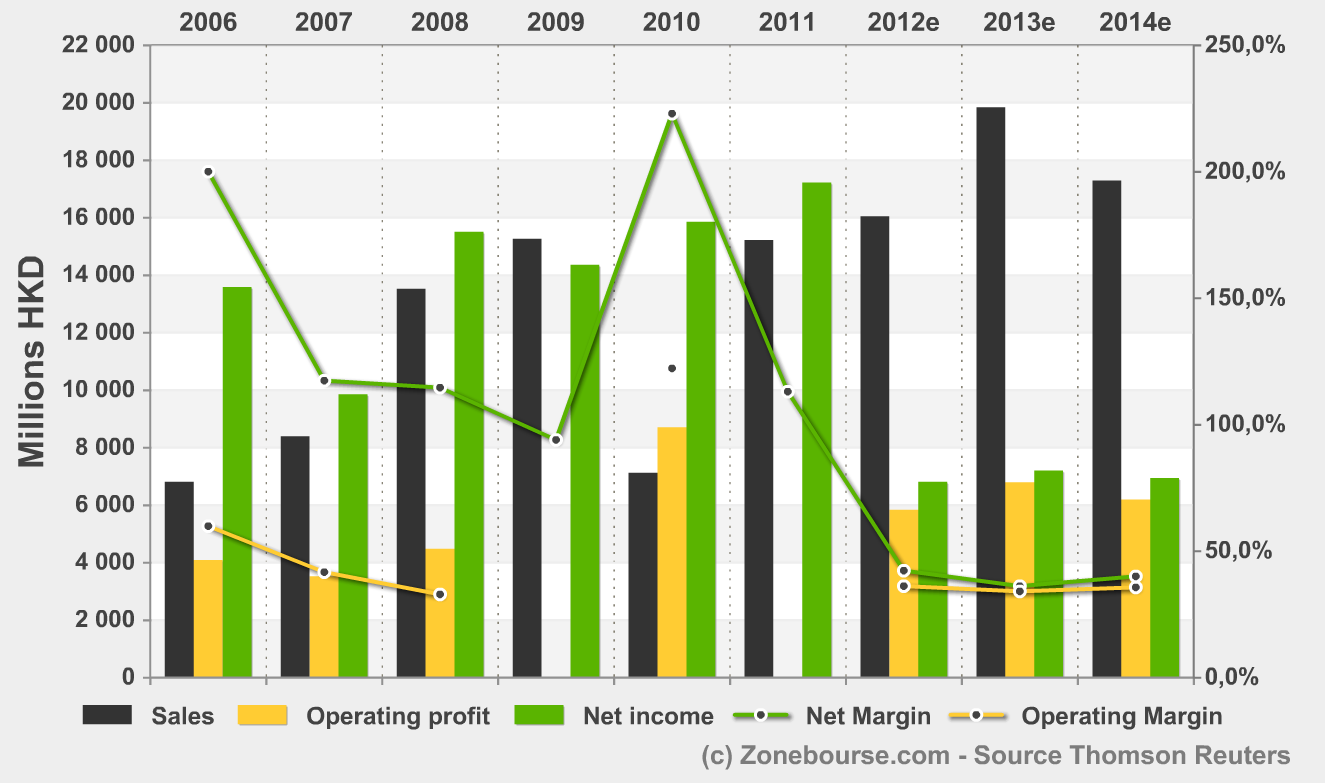 2006 2007 2008 2009 2010 2011 2012e 2013e 2014e
22 000 250,0%
20 000
18 000 200,0%
16 000
14 000 150,0%
12 000
10 000 100,0%
8 000
6 000 50,0%
4 000
2 000
0 0,0%
Millions HKD
Sales Operating profit Net income Net Margin Operating Margin
(c) Zonebourse.com - Source Thomson Reuters